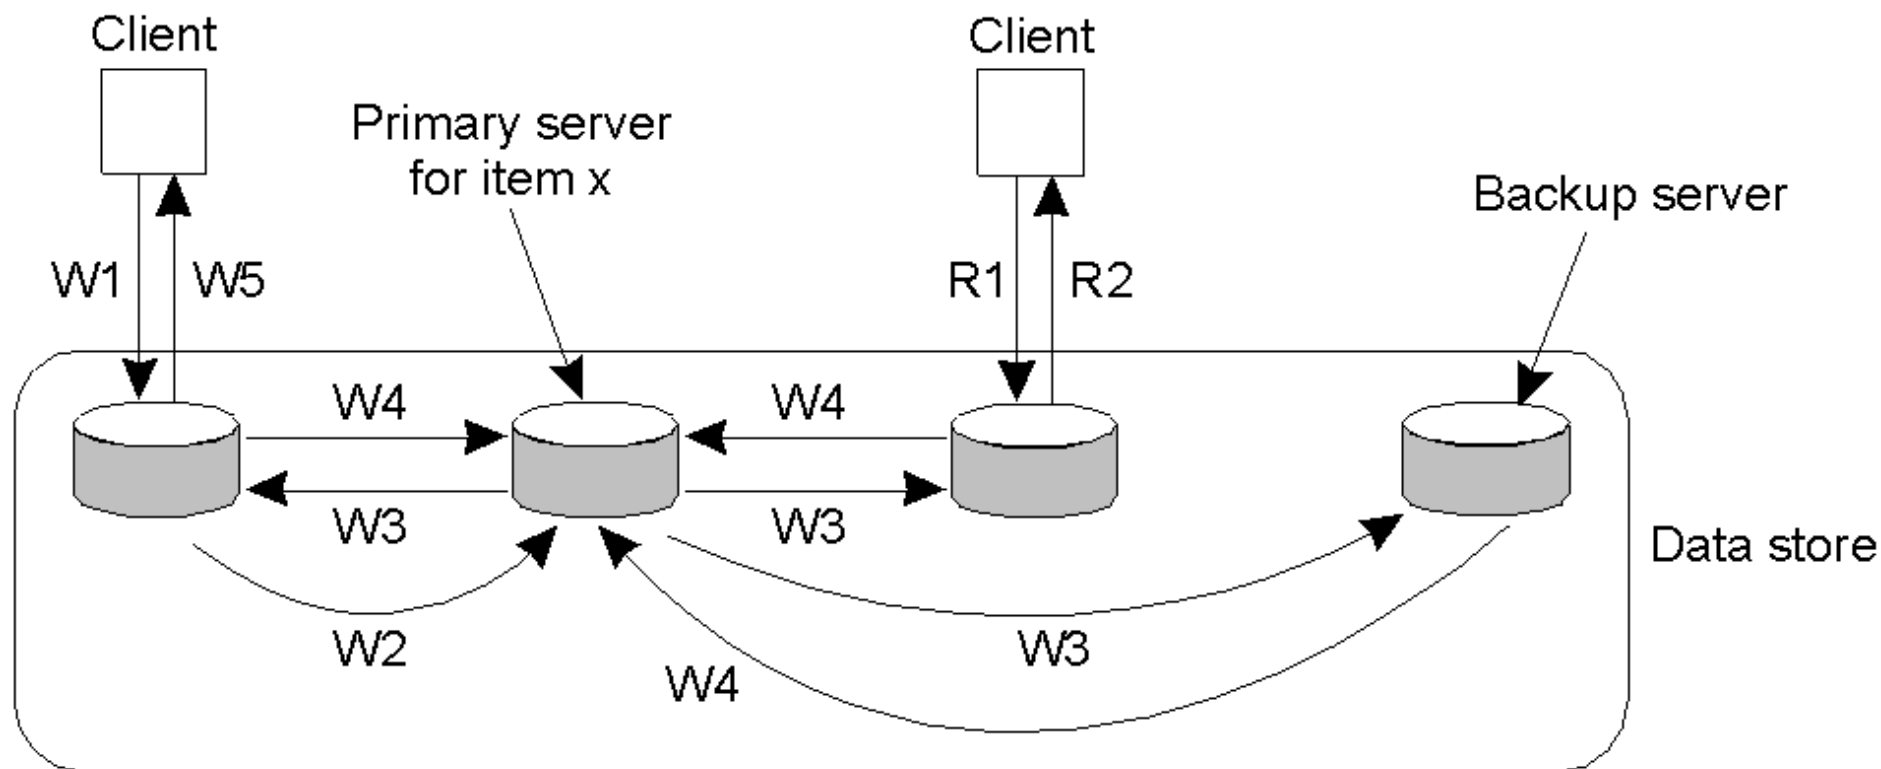 Client
Client
Primary server
for item x
Backup server
W1
W5
R1
R2
W4
W4
W3
W3
Data store
W2
W3
W4